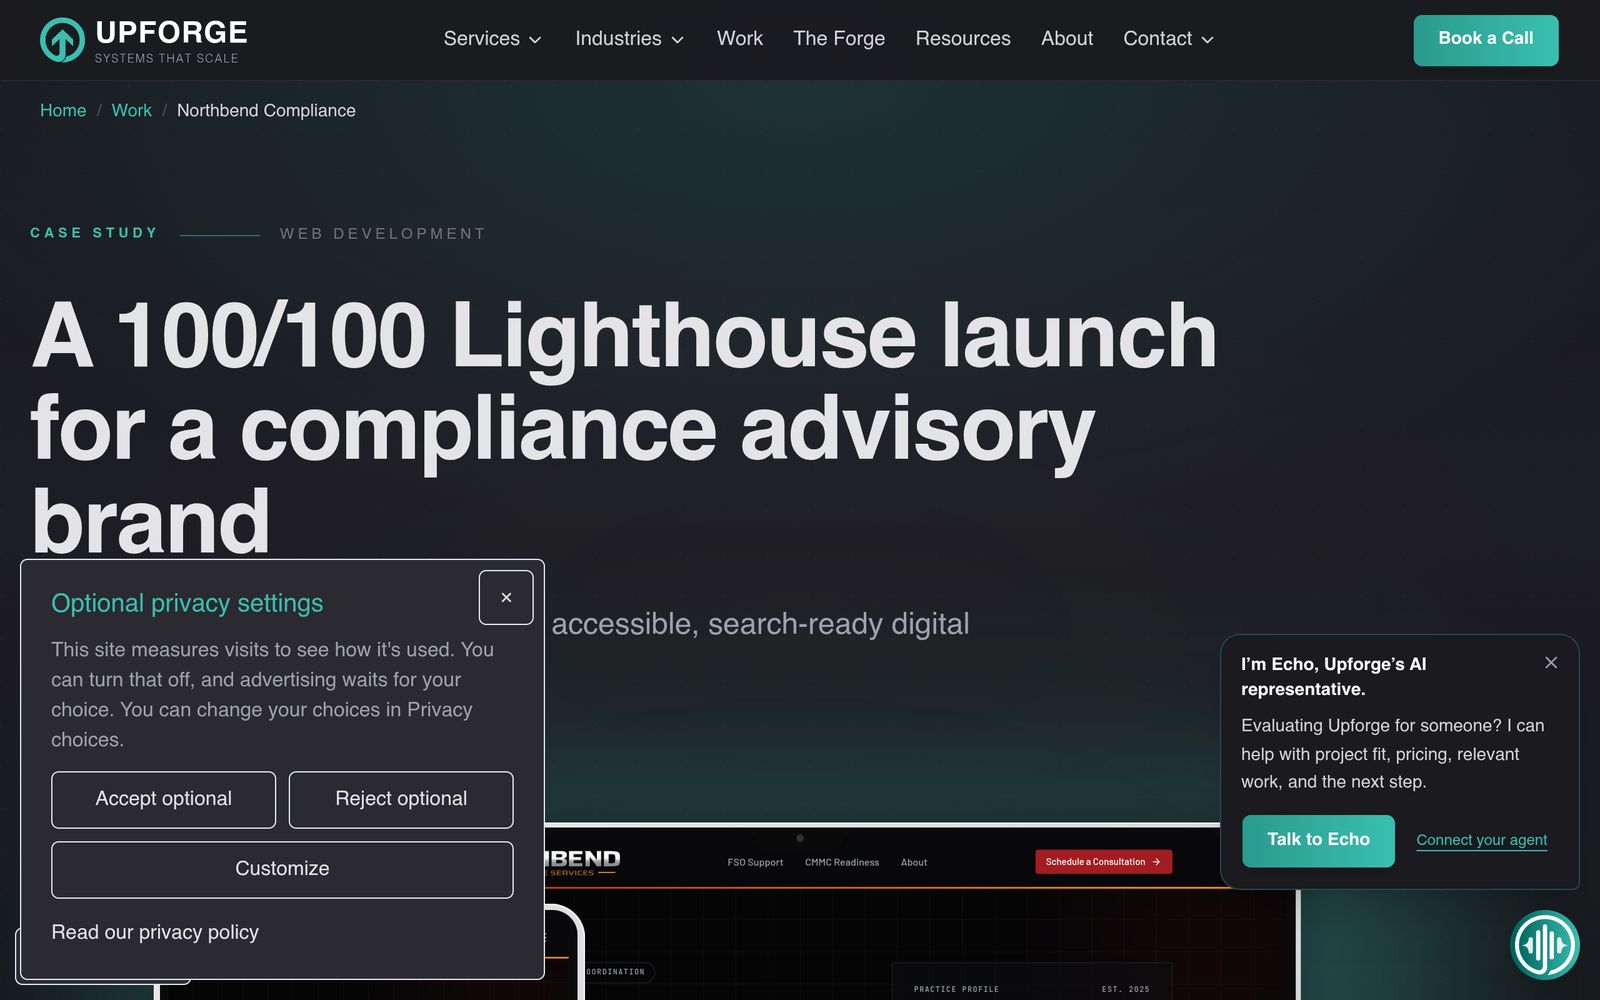 UPFORGE
SYSTEMS THAT SCALE
Services
Industries
Work
The Forge
Resources
About
Contact
Book a Call
Home / Work / Northbend Compliance
CASE STUDY
WEB DEVELOPMENT
A 100/100 Lighthouse launch
for a compliance advisory
brand
accessible, search-ready digital
Optional privacy settings
×
This site measures visits to see how it's used. You
can turn that off, and advertising waits for your
choice. You can change your choices in Privacy
choices.
Accept optional
Reject optional
Customize
Read our privacy policy
I’m Echo, Upforge’s AI
representative.
Evaluating Upforge for someone? I can
help with project fit, pricing, relevant
work, and the next step.
Talk to Echo
Connect your agent
BEND
SERVICES
FSO Support
CMMC Readiness
About
Schedule a Consultation →
ORDINATION
PRACTICE PROFILE
EST. 2025